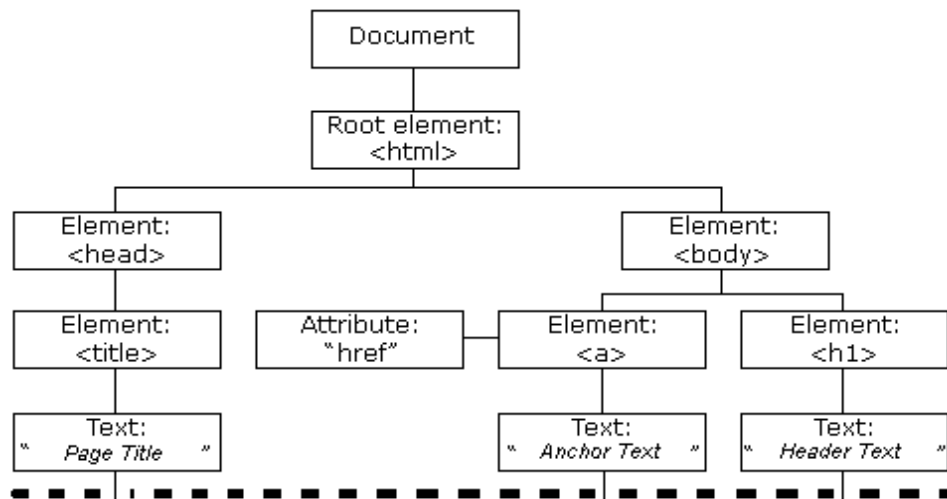 Document
Root element:
<html>
Element:
<head>
Element:
<body>
Element:
<title>
Attribute:
“href”
Element:
<a>
Element:
<h1>
Text:
“ Page Title ”
Text:
“ Anchor Text ”
Text:
“ Header Text ”